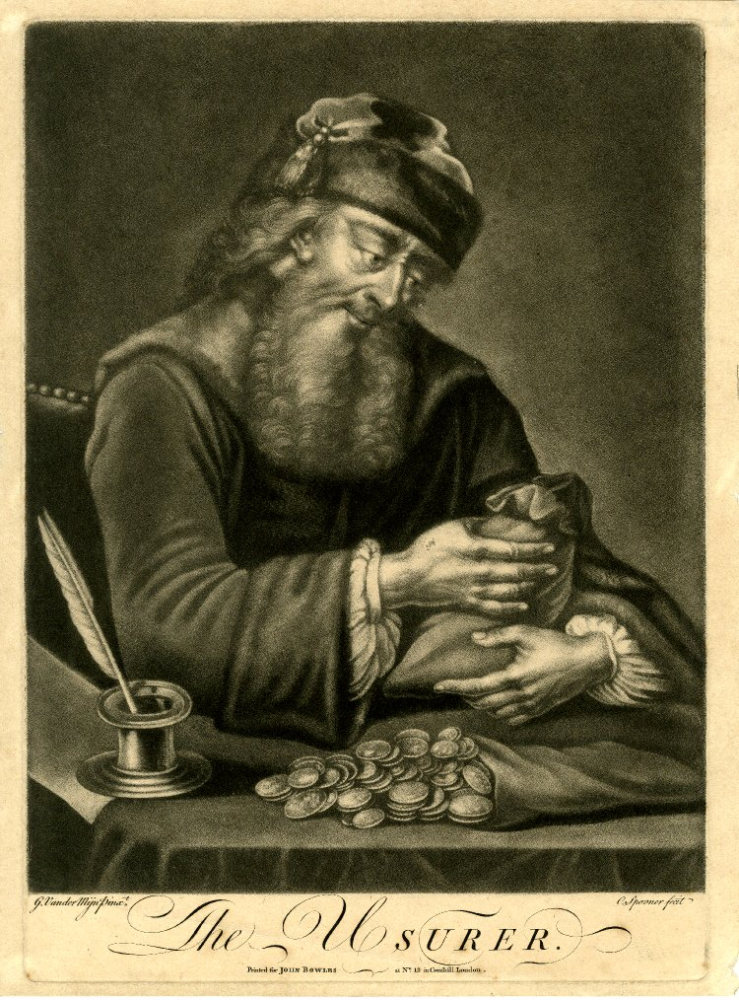 G. Vander Mijn Pinx.t
C. Spooner fecit
The USURER.
Printed for JOHN BOWLES at No. 13 in Cornhill London.